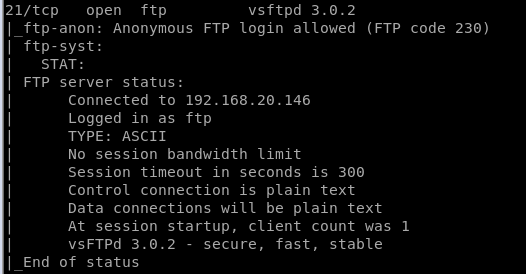 21/tcp   open  ftp         vsftpd 3.0.2
|_ftp-anon: Anonymous FTP login allowed (FTP code 230)
| ftp-syst:
|   STAT:
| FTP server status:
|      Connected to 192.168.20.146
|      Logged in as ftp
|      TYPE: ASCII
|      No session bandwidth limit
|      Session timeout in seconds is 300
|      Control connection is plain text
|      Data connections will be plain text
|      At session startup, client count was 1
|      vsFTPd 3.0.2 - secure, fast, stable
|_End of status